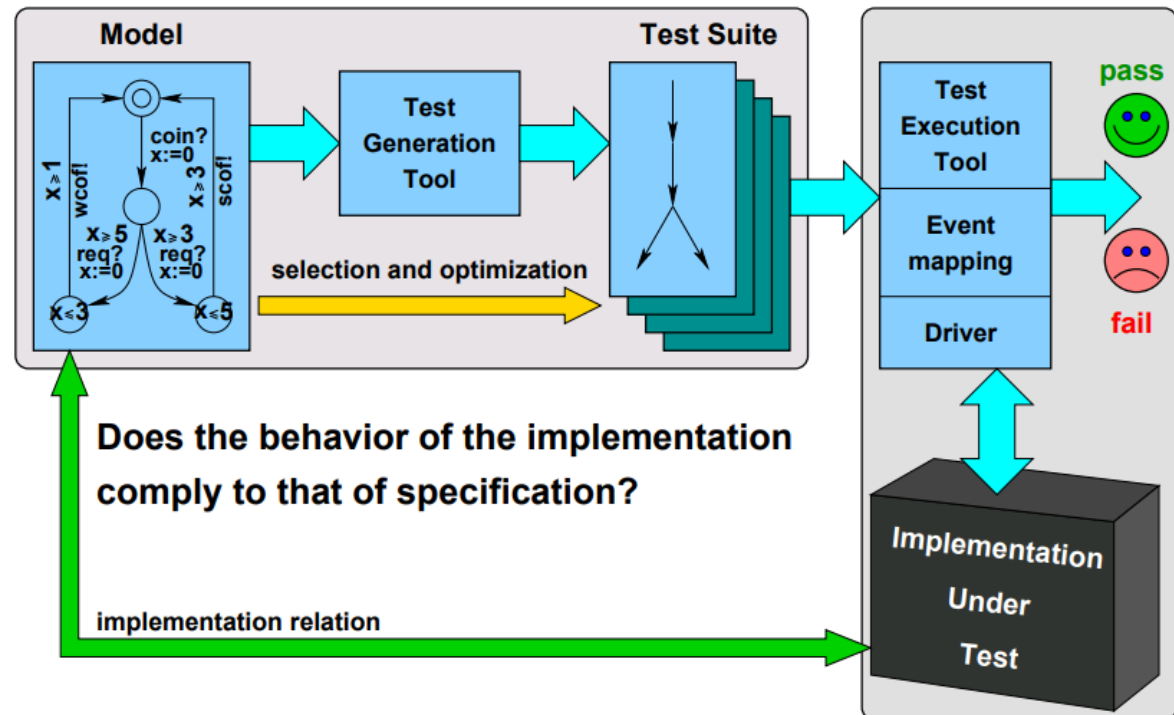 Model
coin?
x:=0
x⩾1
wcof!
x⩾3
scof!
x⩾5
req?
x:=0
x⩾3
req?
x:=0
x⩽3
x⩽5
Test
Generation
Tool
selection and optimization
Test Suite
Test
Execution
Tool
Event
mapping
Driver
pass
fail
Does the behavior of the implementation
comply to that of specification?
implementation relation
Implementation
Under
Test